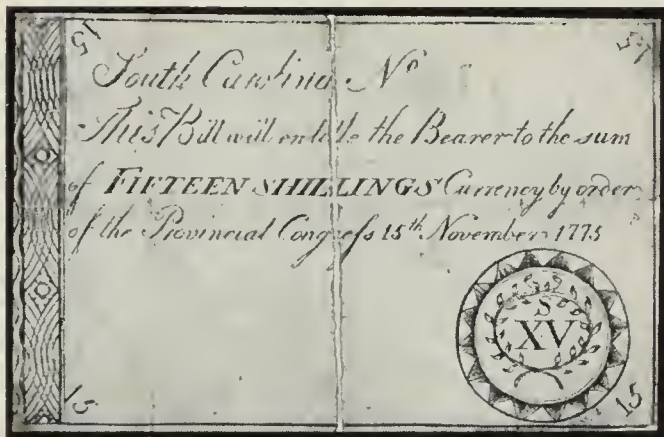 15
15
South Carolina N.º
This Bill will entitle the Bearer to the sum
of FIFTEEN SHILLINGS Currency by order
of the Provincial Congreſs 15th November 1775
S
XV
15
15